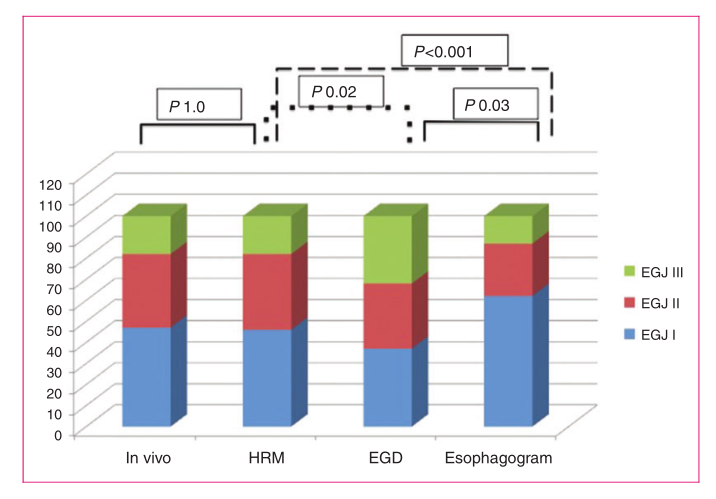 P<0.001
P 0.02
P 1.0
P 0.03
120
110
100
90
80
70
60
50
40
30
20
10
0
EGJ III
EGJ II
EGJ I
In vivo
HRM
EGD
Esophagogram